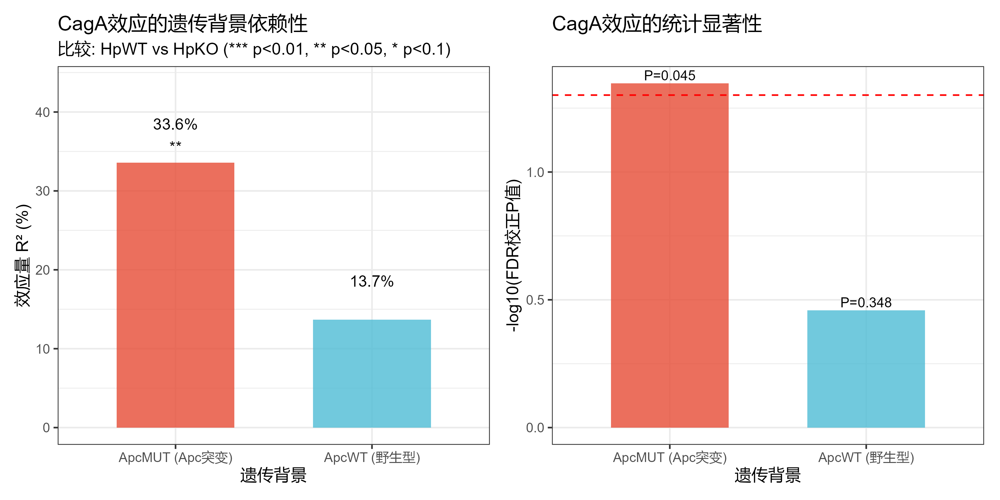 CagA效应的遗传背景依赖性
比较: HpWT vs HpKO (*** p<0.01, ** p<0.05, * p<0.1)
效应量 R² (%)
40
30
20
10
0
33.6%
**
13.7%
ApcMUT (Apc突变)
ApcWT (野生型)
遗传背景
CagA效应的统计显著性
-log10(FDR校正P值)
1.0
0.5
0.0
P=0.045
P=0.348
ApcMUT (Apc突变)
ApcWT (野生型)
遗传背景